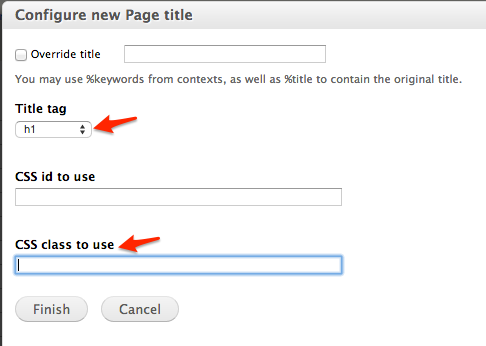 Configure new Page title
Override title
You may use %keywords from contexts, as well as %title to contain the original title.
Title tag
h1
CSS id to use
CSS class to use
Finish Cancel